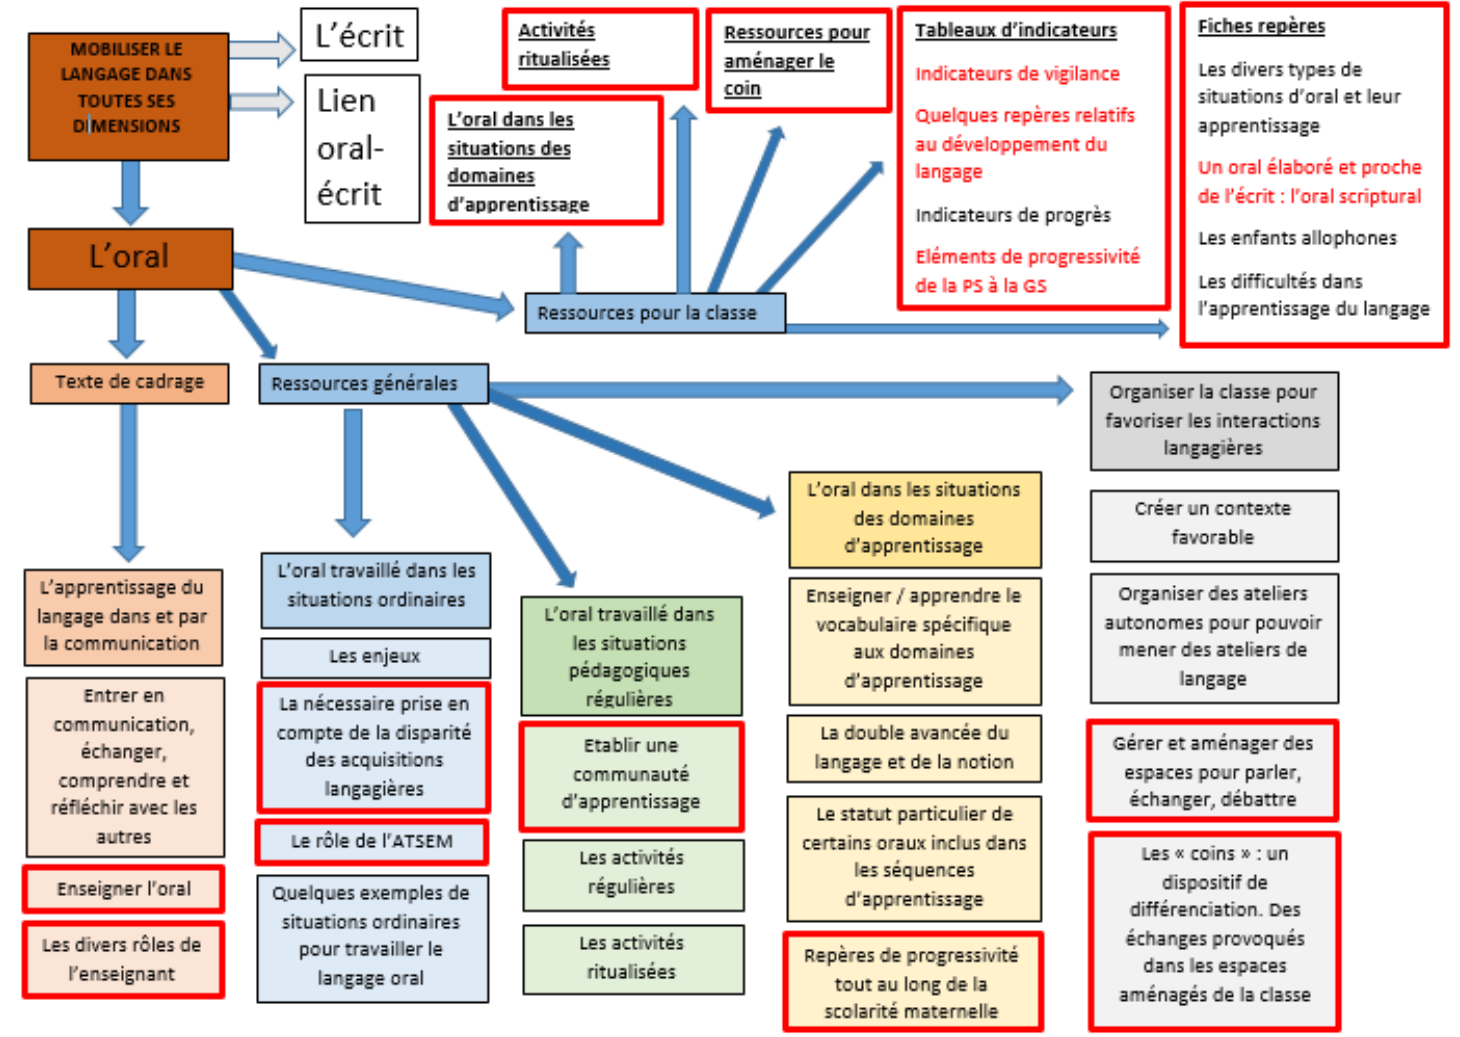 MOBILISER LE
LANGAGE DANS
TOUTES SES
DIMENSIONS
L'écrit
Lien
oral-
écrit
Activités
ritualisées
Ressources pour
aménager le
coin
L'oral dans les
situations des
domaines
d'apprentissage
Tableaux d'indicateurs
Indicateurs de vigilance
Quelques repères relatifs
au développement du
langage
Indicateurs de progrès
Eléments de progressivité
de la PS à la GS
Fiches repères
Les divers types de
situations d'oral et leur
apprentissage
Un oral élaboré et proche
de l'écrit : l'oral scriptural
Les enfants allophones
Les difficultés dans
l'apprentissage du langage
L'oral
Ressources pour la classe
Texte de cadrage
Ressources générales
L'apprentissage du
langage dans et par
la communication
Entrer en
communication,
échanger,
comprendre et
réfléchir avec les
autres
Enseigner l'oral
Les divers rôles de
l'enseignant
L'oral travaillé dans les
situations ordinaires
Les enjeux
La nécessaire prise en
compte de la disparité
des acquisitions
langagières
Le rôle de l'ATSEM
Quelques exemples de
situations ordinaires
pour travailler le
langage oral
L'oral travaillé dans
les situations
pédagogiques
régulières
Etablir une
communauté
d'apprentissage
Les activités
régulières
Les activités
ritualisées
L'oral dans les situations
des domaines
d'apprentissage
Enseigner / apprendre le
vocabulaire spécifique
aux domaines
d'apprentissage
La double avancée du
langage et de la notion
Le statut particulier de
certains oraux inclus dans
les séquences
d'apprentissage
Repères de progressivité
tout au long de la
scolarité maternelle
Organiser la classe pour
favoriser les interactions
langagières
Créer un contexte
favorable
Organiser des ateliers
autonomes pour pouvoir
mener des ateliers de
langage
Gérer et aménager des
espaces pour parler,
échanger, débattre
Les « coins » : un
dispositif de
différenciation. Des
échanges provoqués
dans les espaces
aménagés de la classe